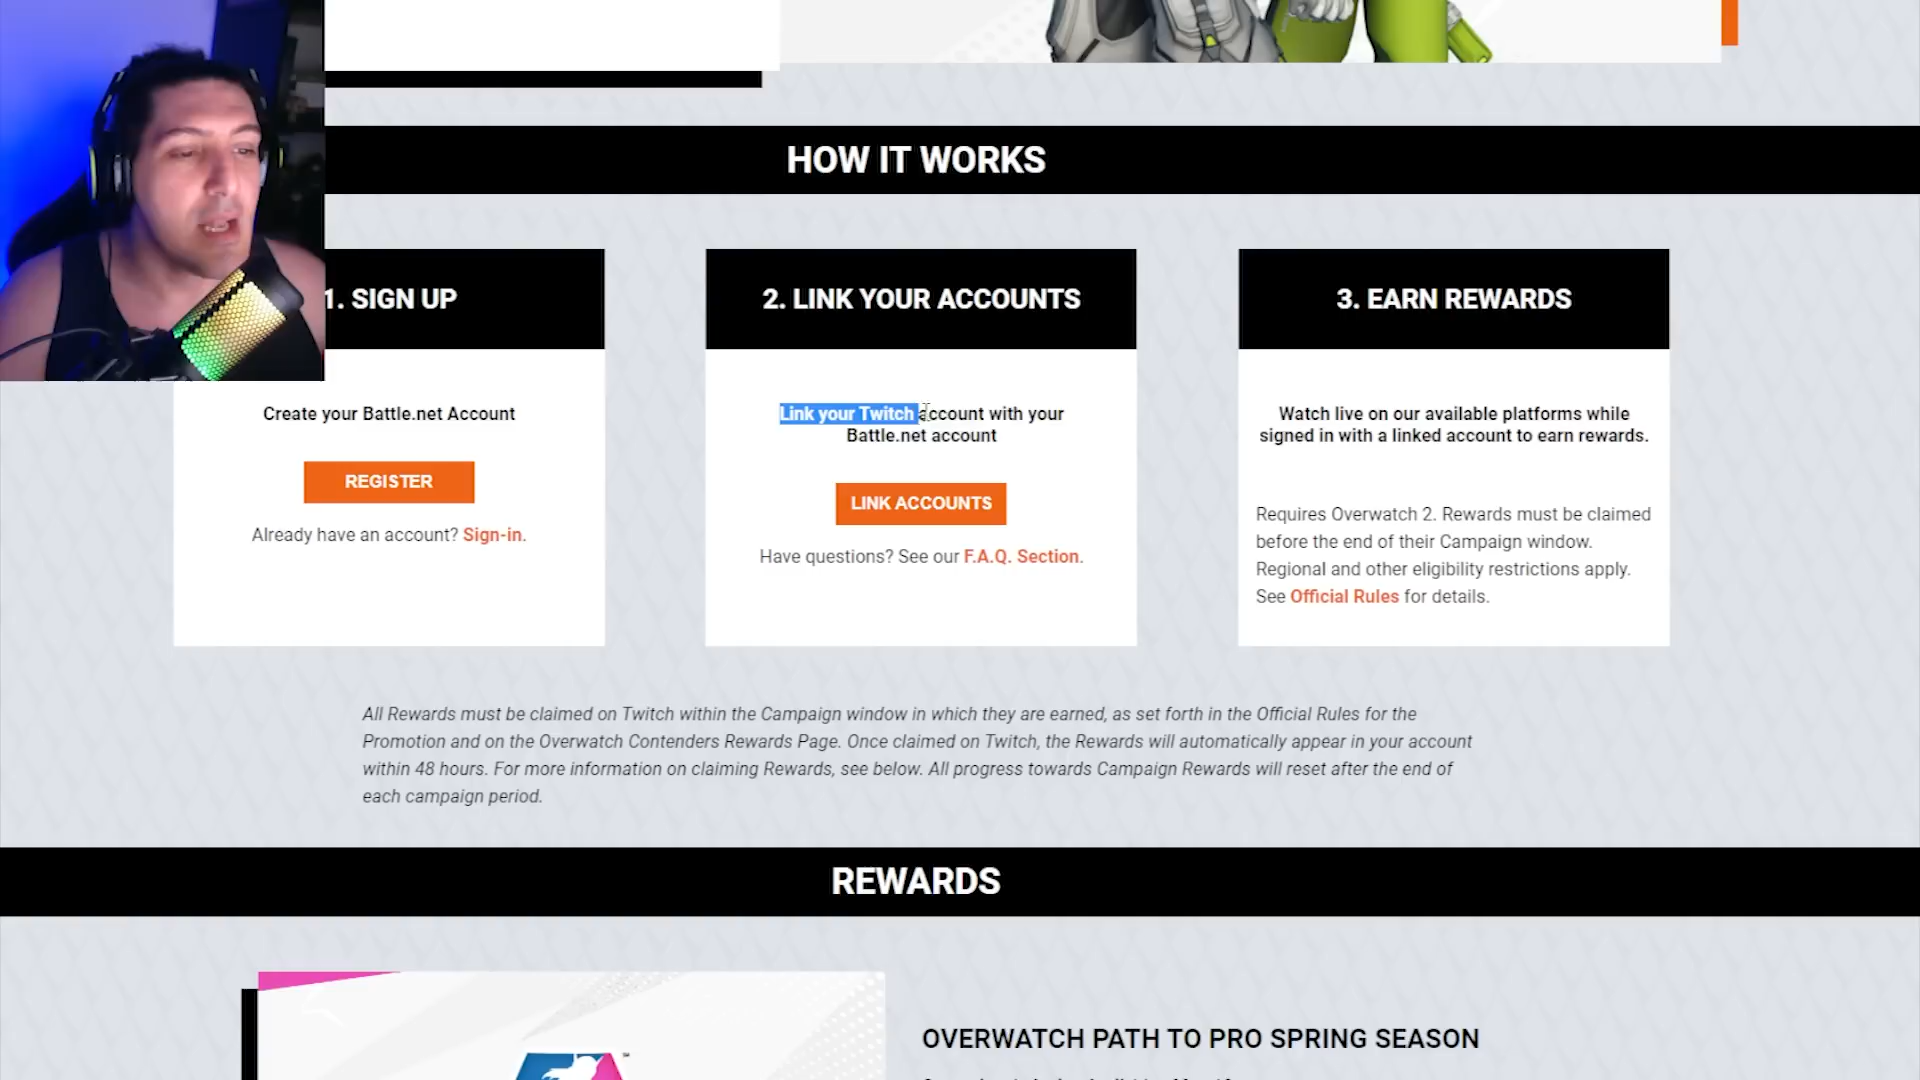 HOW IT WORKS
1. SIGN UP
Create your Battle.net Account
REGISTER
Already have an account? Sign-in.
2. LINK YOUR ACCOUNTS
Link your Twitch account with your
Battle.net account
LINK ACCOUNTS
Have questions? See our F.A.Q. Section.
3. EARN REWARDS
Watch live on our available platforms while
signed in with a linked account to earn rewards.
Requires Overwatch 2. Rewards must be claimed
before the end of their Campaign window.
Regional and other eligibility restrictions apply.
See Official Rules for details.
All Rewards must be claimed on Twitch within the Campaign window in which they are earned, as set forth in the Official Rules for the
Promotion and on the Overwatch Contenders Rewards Page. Once claimed on Twitch, the Rewards will automatically appear in your account
within 48 hours. For more information on claiming Rewards, see below. All progress towards Campaign Rewards will reset after the end of
each campaign period.
REWARDS
OVERWATCH PATH TO PRO SPRING SEASON